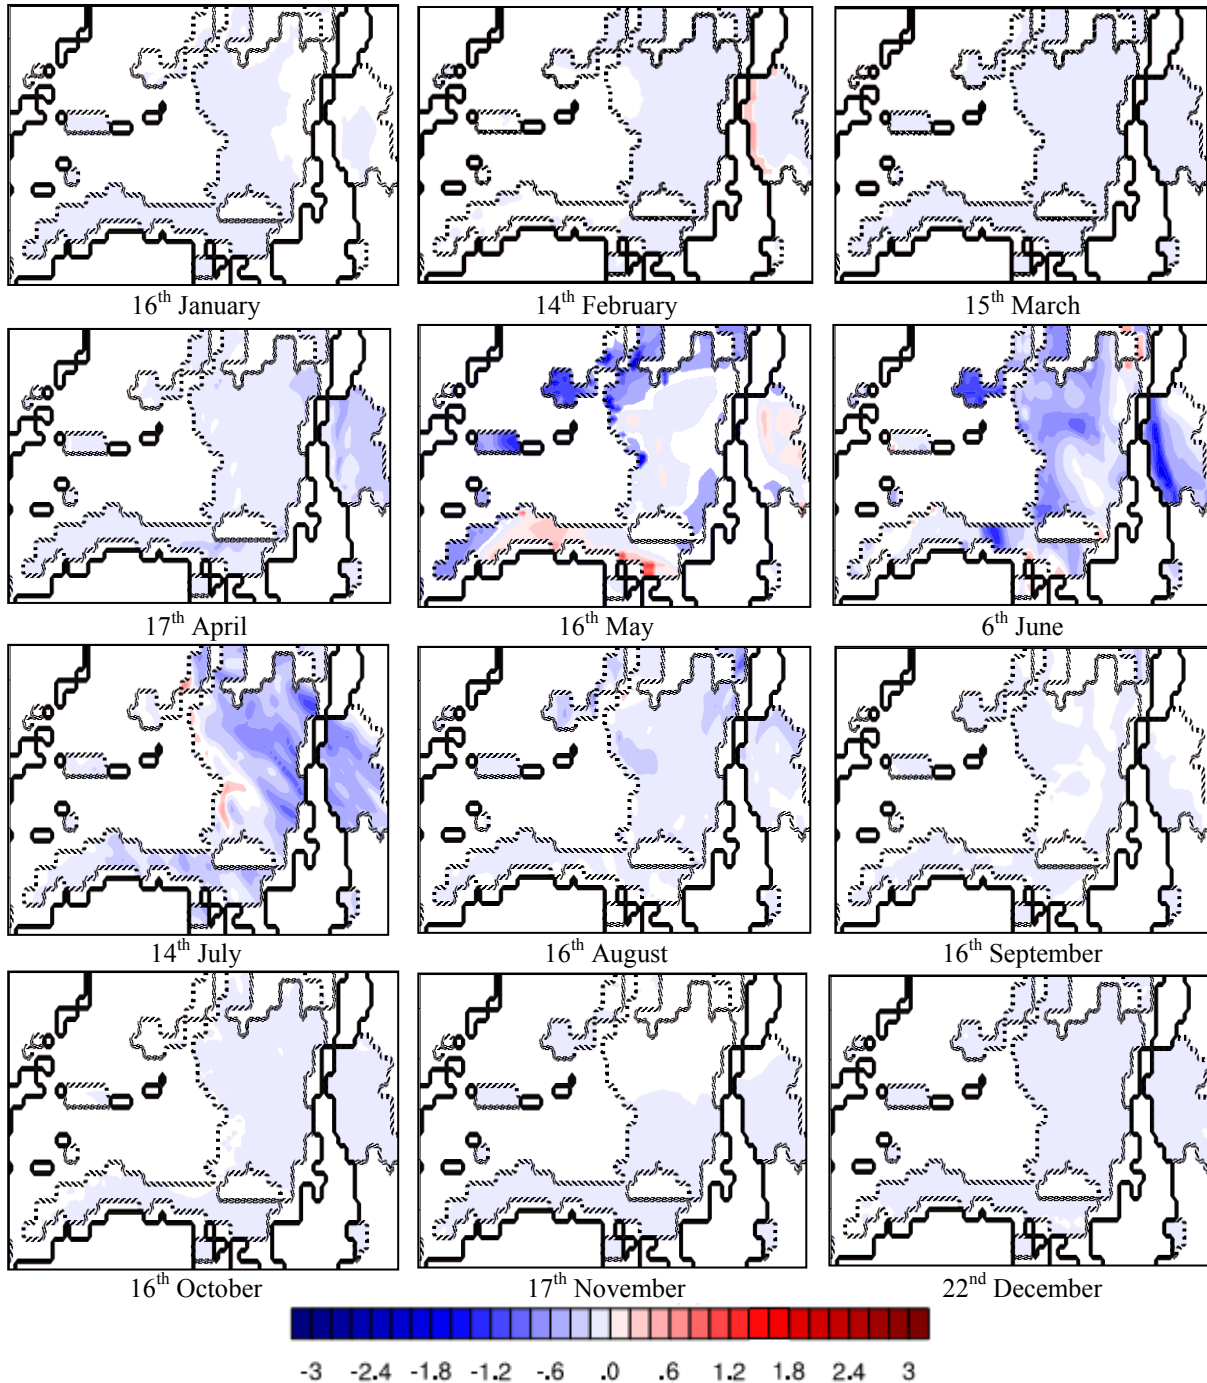 16th January 14th February 15th March
17th April 16th May 6th June
14th July 16th August 16th September
16th October 17th November 22nd December
-3 -2.4 -1.8 -1.2 -.6 .0 .6 1.2 1.8 2.4 3